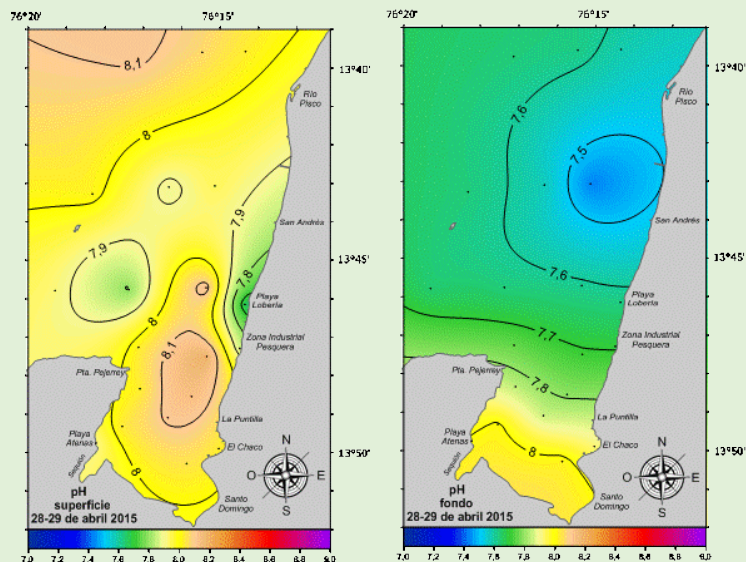 76°20' 76°15'
13°40'
13°45'
13°50'
8,1
8
7,9
7,9
7,8
8
8,1
8
Río
Pisco
San Andrés
Playa
Lobería
Zona Industrial
Pesquera
Pta. Pejerrey
La Puntilla
Playa
Atenas
El Chaco
Sequión
Santo
Domingo
N
O E
S
pH
superficie
28-29 de abril 2015
7,0 7,2 7,4 7,6 7,8 8,0 8,2 8,4 8,6 8,8 9,0
76°20' 76°15'
13°40'
13°45'
13°50'
7,6
7,5
7,6
7,7
7,8
8
Río
Pisco
San Andrés
Playa
Lobería
Zona Industrial
Pesquera
Pta. Pejerrey
La Puntilla
Playa
Atenas
El Chaco
Sequión
Santo
Domingo
N
O E
S
pH
fondo
28-29 de abril 2015
7,0 7,2 7,4 7,6 7,8 8,0 8,2 8,4 8,6 8,8 9,0